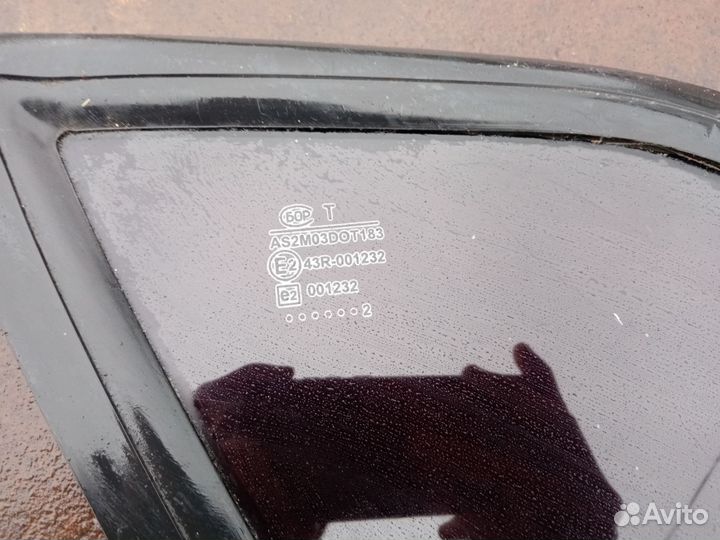 БОР T
AS2M03DOT183
E2 43R-001232
e2 001232
●●●●●● 2
Avito